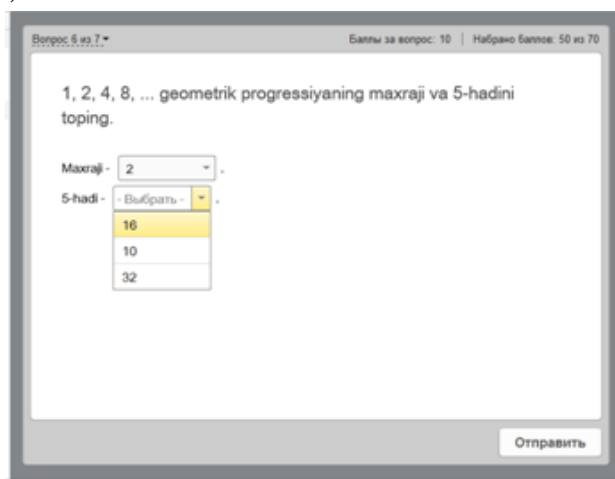 Вопрос 6 из 7 Баллы за вопрос: 10 | Набрано баллов: 50 из 70
1, 2, 4, 8, ... geometrik progressiyaning maxraji va 5-hadini
toping.
Maxraji - 2 .
5-hadi - - Выбрать - .
16
10
32
Отправить